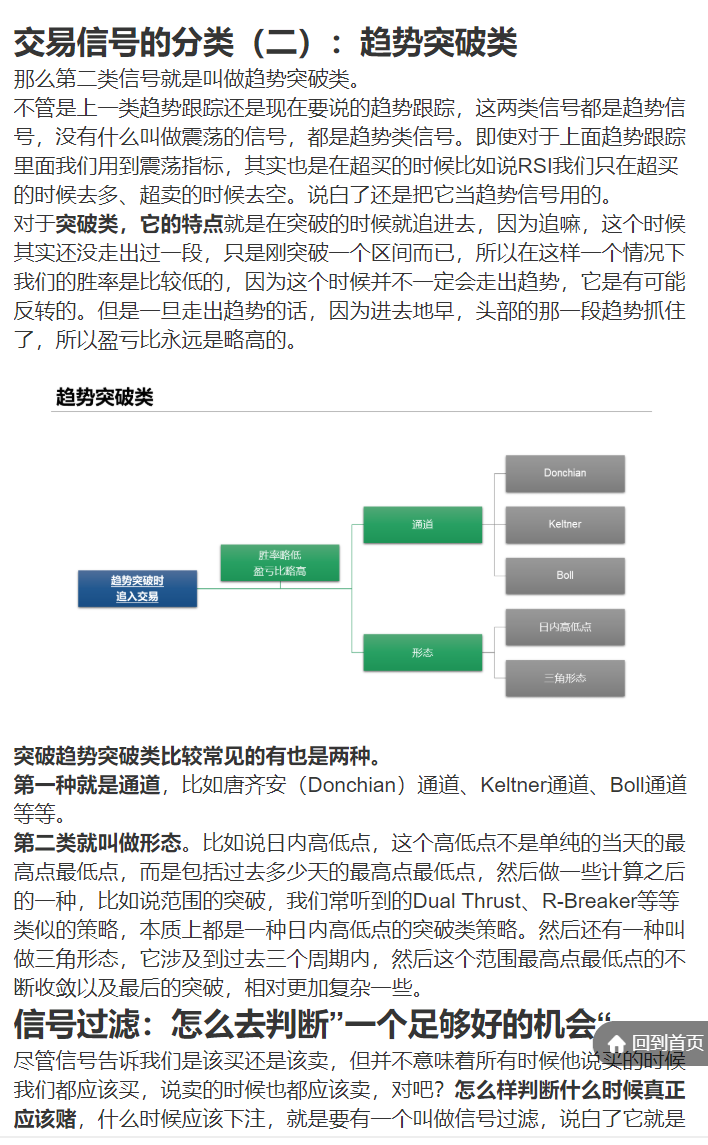 交易信号的分类（二）：趋势突破类
那么第二类信号就是叫做趋势突破类。
不管是上一类趋势跟踪还是现在要说的趋势跟踪，这两类信号都是趋势信
号，没有什么叫做震荡的信号，都是趋势类信号。即使对于上面趋势跟踪
里面我们用到震荡指标，其实也是在超买的时候比如说RSI我们只在超买
的时候去多、超卖的时候去空。说白了还是把它当趋势信号用的。
对于突破类，它的特点就是在突破的时候就追进去，因为追嘛，这个时候
其实还没走出过一段，只是刚突破一个区间而已，所以在这样一个情况下
我们的胜率是比较低的，因为这个时候并不一定会走出趋势，它是有可能
反转的。但是一旦走出趋势的话，因为进去地早，头部的那一段趋势抓住
了，所以盈亏比永远是略高的。
趋势突破类
趋势突破时
追入交易
胜率略低
盈亏比略高
通道
Donchian
Keltner
Boll
形态
日内高低点
三角形态
突破趋势突破类比较常见的有也是两种。
第一种就是通道，比如唐齐安（Donchian）通道、Keltner通道、Boll通道
等等。
第二类就叫做形态。比如说日内高低点，这个高低点不是单纯的当天的最
高点最低点，而是包括过去多少天的最高点最低点，然后做一些计算之后
的一种，比如说范围的突破，我们常听到的Dual Thrust、R-Breaker等等
类似的策略，本质上都是一种日内高低点的突破类策略。然后还有一种叫
做三角形态，它涉及到过去三个周期内，然后这个范围最高点最低点的不
断收敛以及最后的突破，相对更加复杂一些。
信号过滤：怎么去判断”一个足够好的机会“
回到首页
尽管信号告诉我们是该买还是该卖，但并不意味着所有时候他说买的时候
我们都应该买，说卖的时候也都应该卖，对吧？怎么样判断什么时候真正
应该赌，什么时候应该下注，就是要有一个叫做信号过滤，说白了它就是